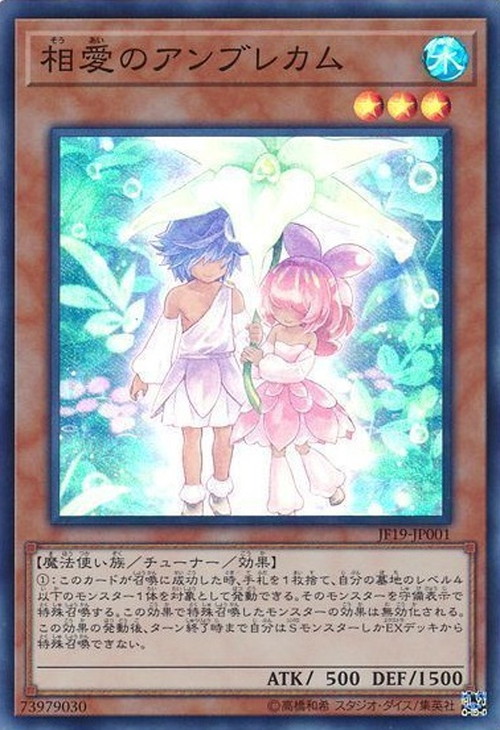 相愛のアンブレカム
水
JF19-JP001
【魔法使い族／チューナー／効果】
①：このカードが召喚に成功した時、手札を１枚捨て、自分の墓地のレベル４
以下のモンスター１体を対象として発動できる。そのモンスターを守備表示で
特殊召喚する。この効果で特殊召喚したモンスターの効果は無効化される。
この効果の発動後、ターン終了時まで自分はＳモンスターしかＥＸデッキから
特殊召喚できない。
ATK/ 500 DEF/1500
73979030 ©高橋和希 スタジオ・ダイス/集英社